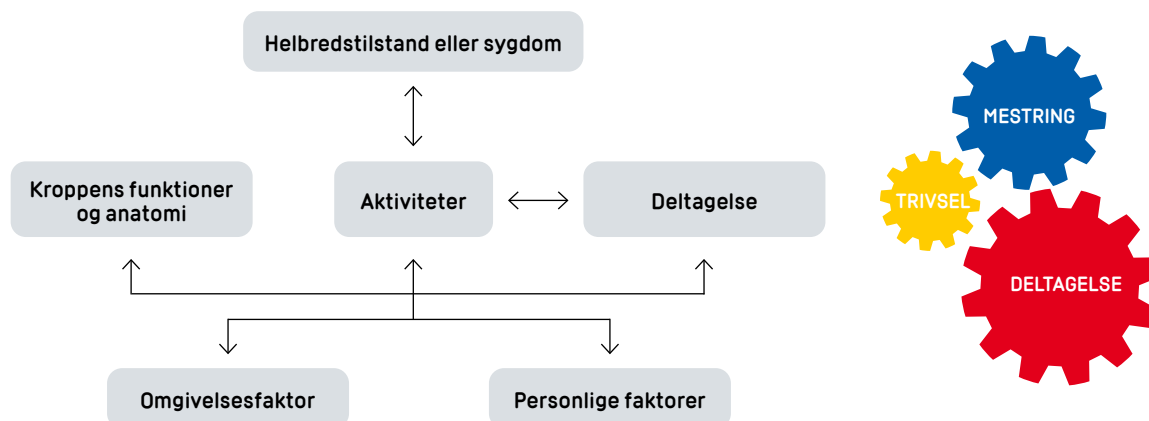 Helbredstilstand eller sygdom
Kroppens funktioner
og anatomi
Aktiviteter
Deltagelse
Omgivelsesfaktor
Personlige faktorer
MESTRING
TRIVSEL
DELTAGELSE